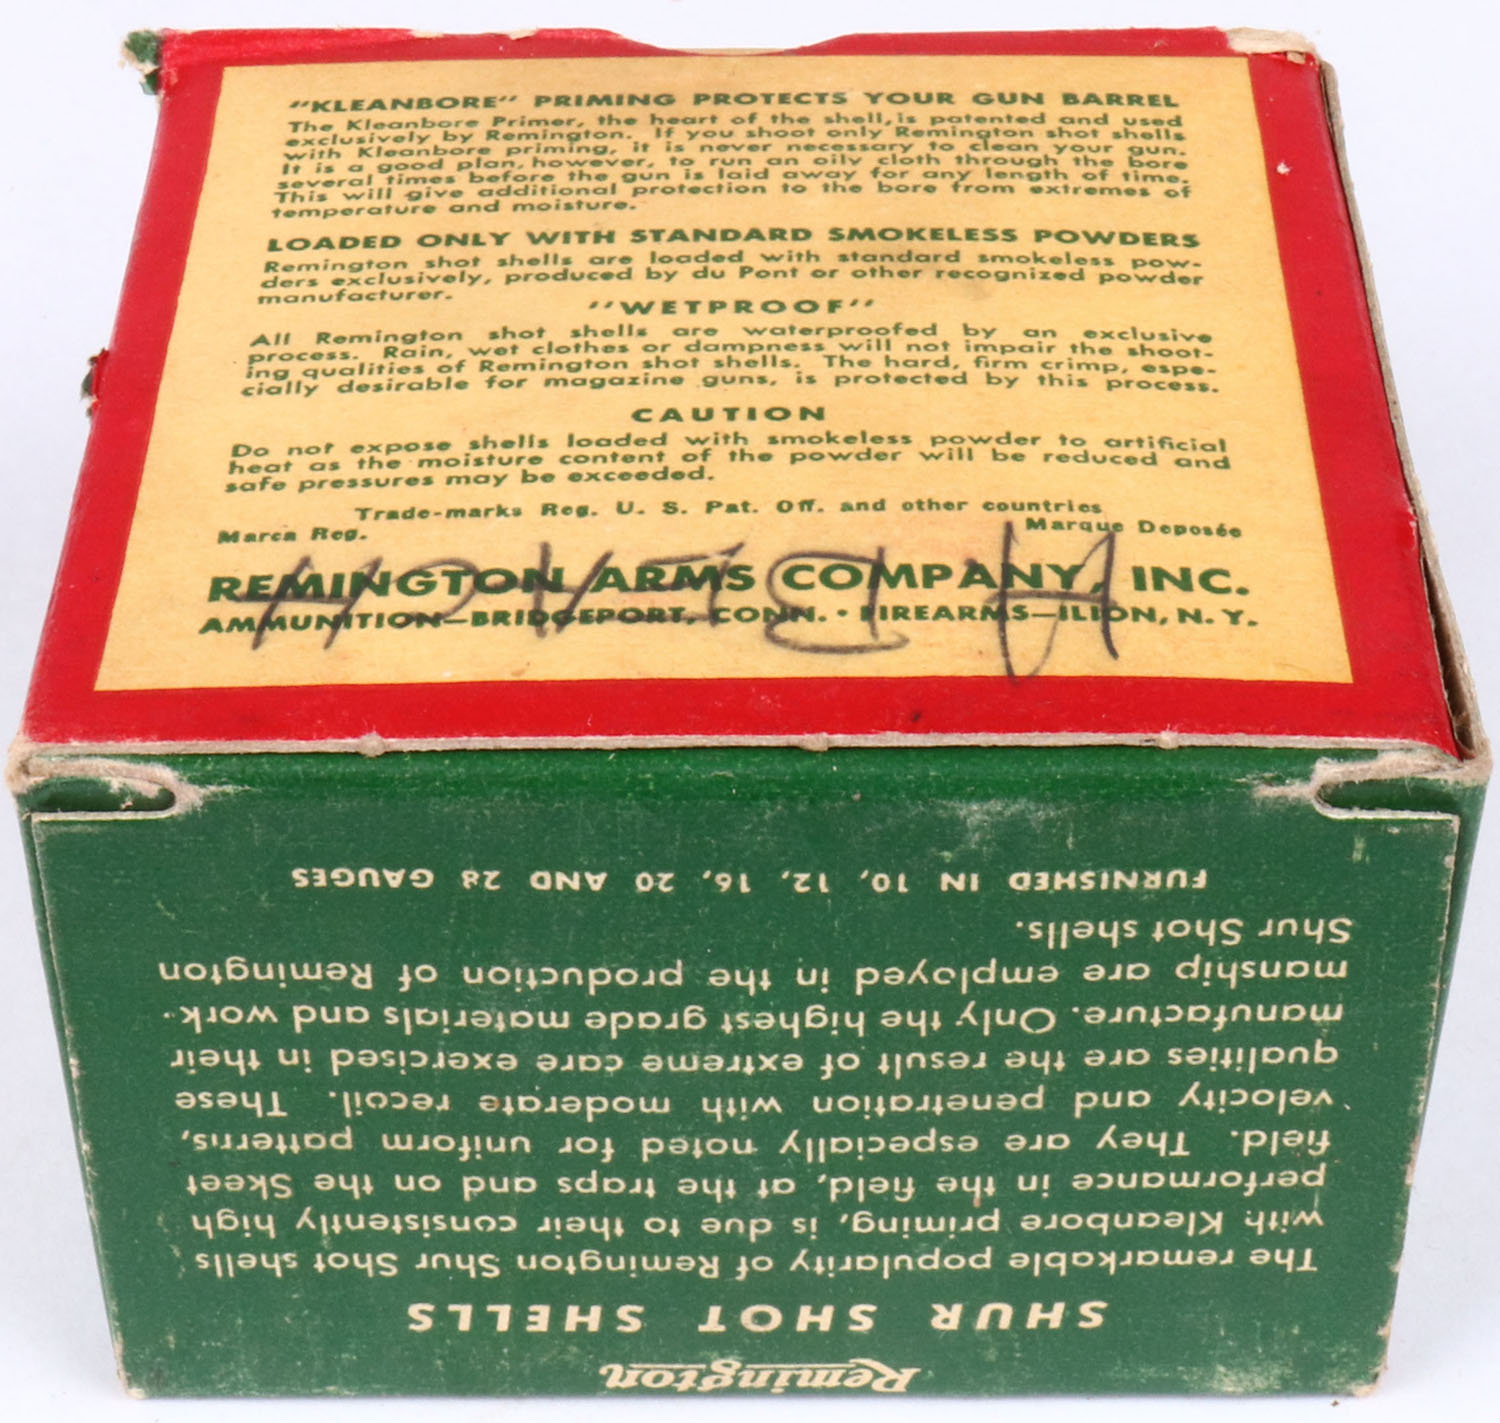 "KLEANBORE" PRIMING PROTECTS YOUR GUN BARREL
The Kleanbore Primer, the heart of the shell, is patented and used
exclusively by Remington. If you shoot only Remington shot shells
with Kleanbore priming, it is never necessary to clean your gun.
It is a good plan, however, to run an oily cloth through the bore
several times before the gun is laid away for any length of time.
This will give additional protection to the bore from extremes of
temperature and moisture.
LOADED ONLY WITH STANDARD SMOKELESS POWDERS
Remington shot shells are loaded with standard smokeless pow-
ders exclusively, produced by du Pont or other recognized powder
manufacturer.
"WETPROOF"
All Remington shot shells are waterproofed by an exclusive
process. Rain, wet clothes or dampness will not impair the shoot-
ing qualities of Remington shot shells. The hard, firm crimp, espe-
cially desirable for magazine guns, is protected by this process.
CAUTION
Do not expose shells loaded with smokeless powder to artificial
heat as the moisture content of the powder will be reduced and
safe pressures may be exceeded.
Trade-marks Reg. U. S. Pat. Off. and other countries
Marca Reg. Marque Deposée
REMINGTON ARMS COMPANY, INC.
AMMUNITION—BRIDGEPORT, CONN. • FIREARMS—ILION, N. Y.
Remington
SHUR SHOT SHELLS
The remarkable popularity of Remington Shur Shot shells
with Kleanbore priming, is due to their consistently high
performance in the field, at the traps and on the Skeet
field. They are especially noted for uniform patterns,
velocity and penetration with moderate recoil. These
qualities are the result of extreme care exercised in their
manufacture. Only the highest grade materials and work-
manship are employed in the production of Remington
Shur Shot shells.
FURNISHED IN 10, 12, 16, 20 AND 28 GAUGES